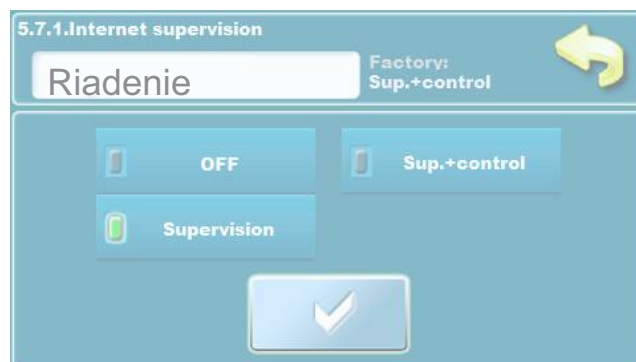 5.7.1.Internet supervision
Riadenie
Factory:
Sup.+control
OFF
Sup.+control
Supervision